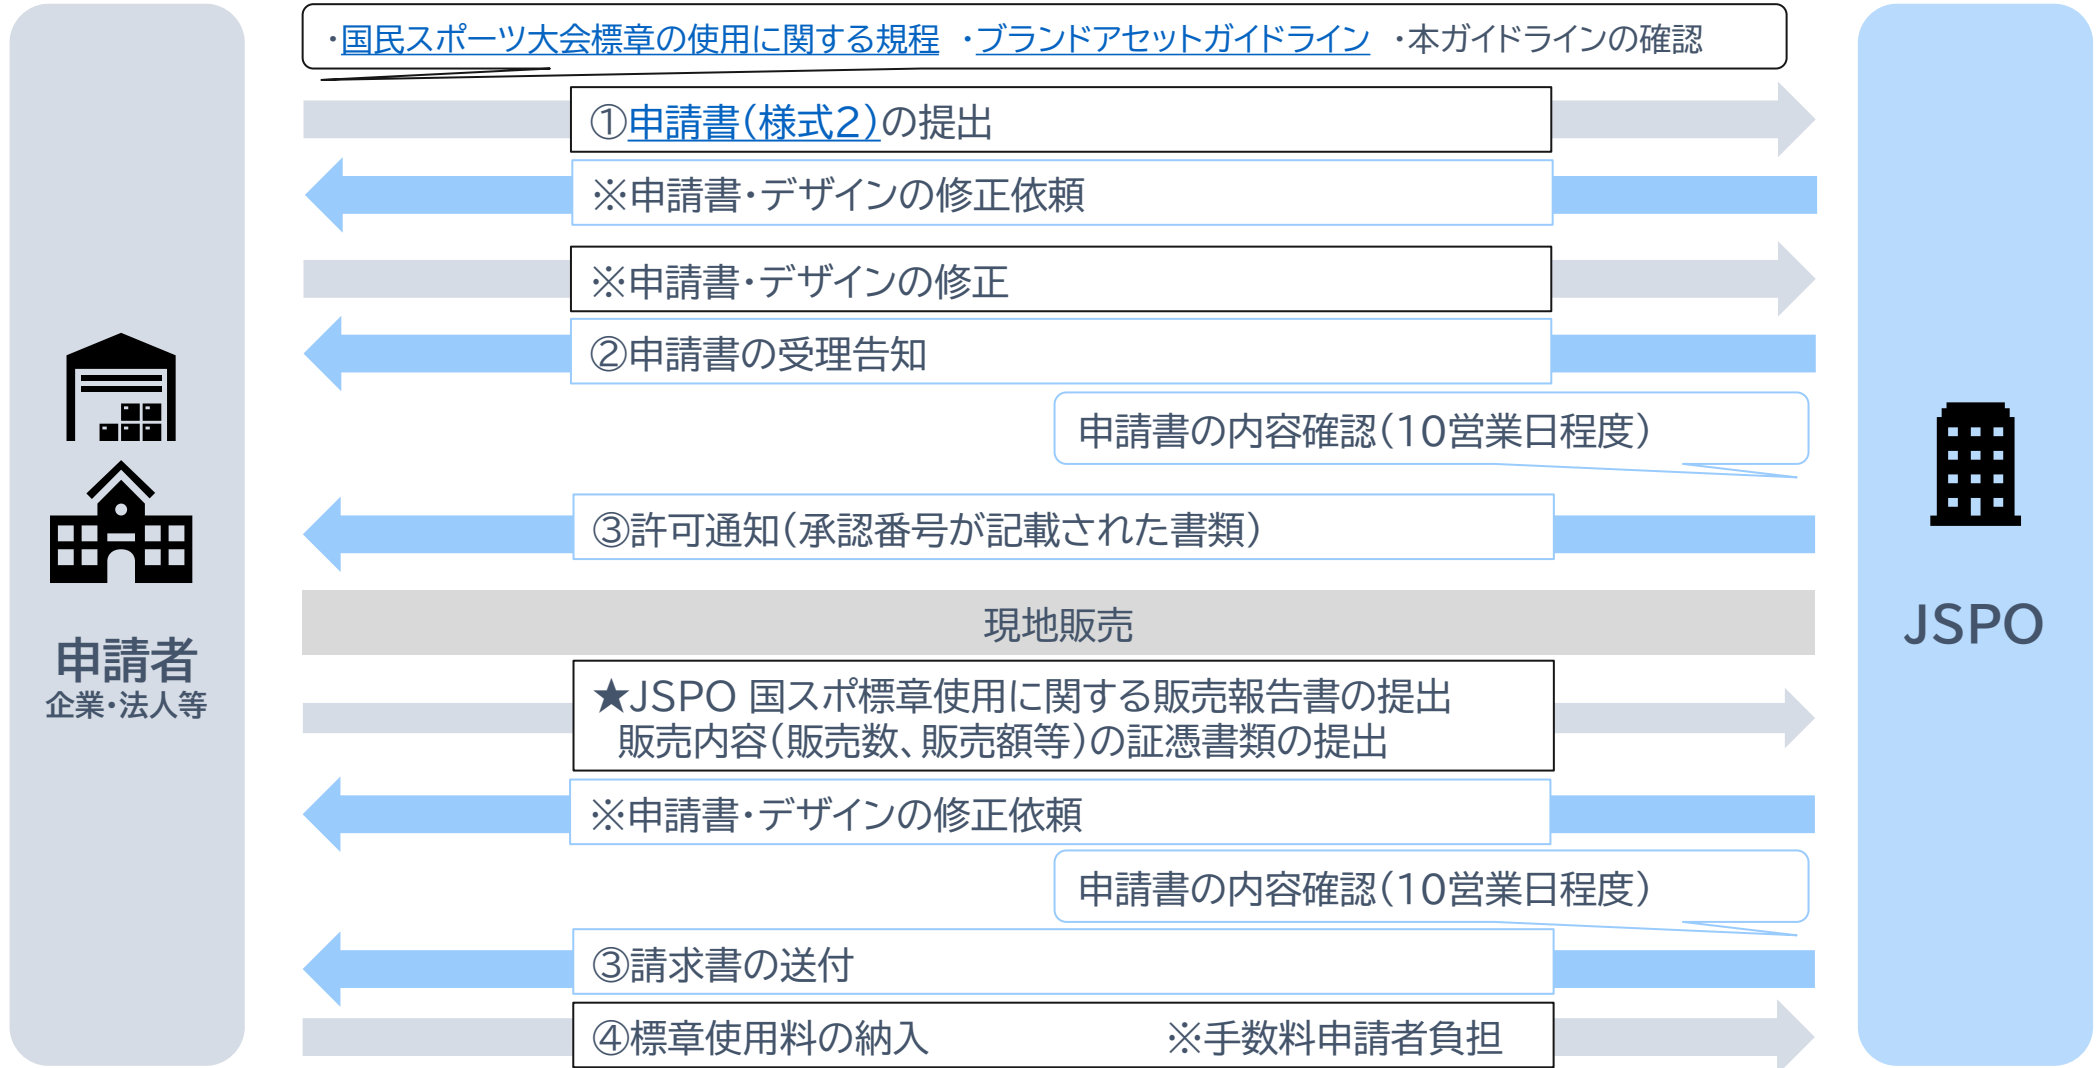 ・国民スポーツ大会標章の使用に関する規程 ・ブランドアセットガイドライン ・本ガイドラインの確認
①申請書(様式２)の提出
※申請書・デザインの修正依頼
※申請書・デザインの修正
②申請書の受理告知
申請書の内容確認(10営業日程度)
③許可通知(承認番号が記載された書類)
現地販売
申請者
企業・法人等
JSPO
★JSPO 国スポ標章使用に関する販売報告書の提出
販売内容(販売数、販売額等)の証憑書類の提出
※申請書・デザインの修正依頼
申請書の内容確認(10営業日程度)
③請求書の送付
④標章使用料の納入 ※手数料申請者負担